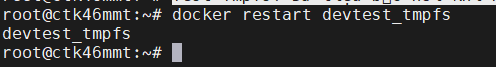 root@ctk46mmt:~# docker restart devtest_tmpfs
devtest_tmpfs
root@ctk46mmt:~#